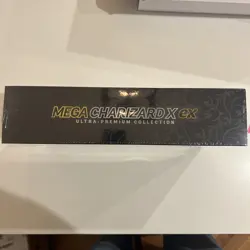 MEGA CHARIZARD X ex
ULTRA-PREMIUM COLLECTION